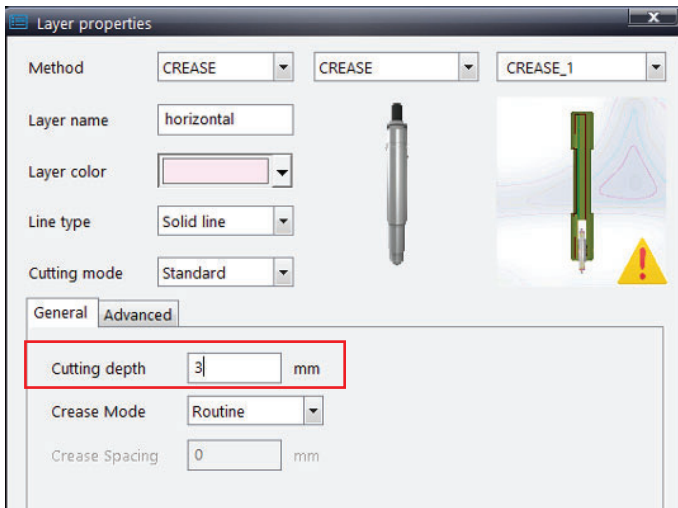 Layer properties
x
Method CREASE CREASE CREASE_1
Layer name horizontal
Layer color
Line type Solid line
Cutting mode Standard
General Advanced
Cutting depth 3 mm
Crease Mode Routine
Crease Spacing 0 mm